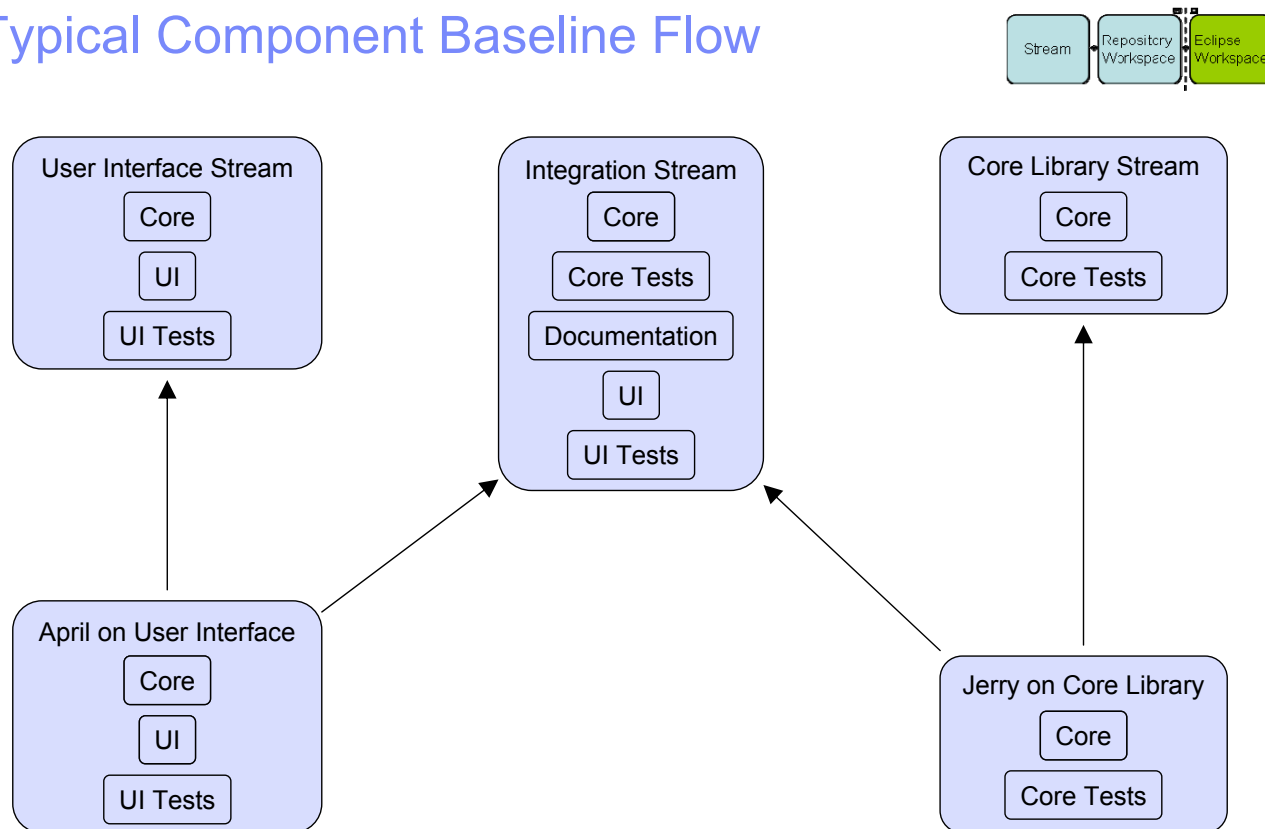 Typical Component Baseline Flow
Stream
Repository
Workspace
Eclipse
Workspace
User Interface Stream
Core
UI
UI Tests
Integration Stream
Core
Core Tests
Documentation
UI
UI Tests
Core Library Stream
Core
Core Tests
April on User Interface
Core
UI
UI Tests
Jerry on Core Library
Core
Core Tests